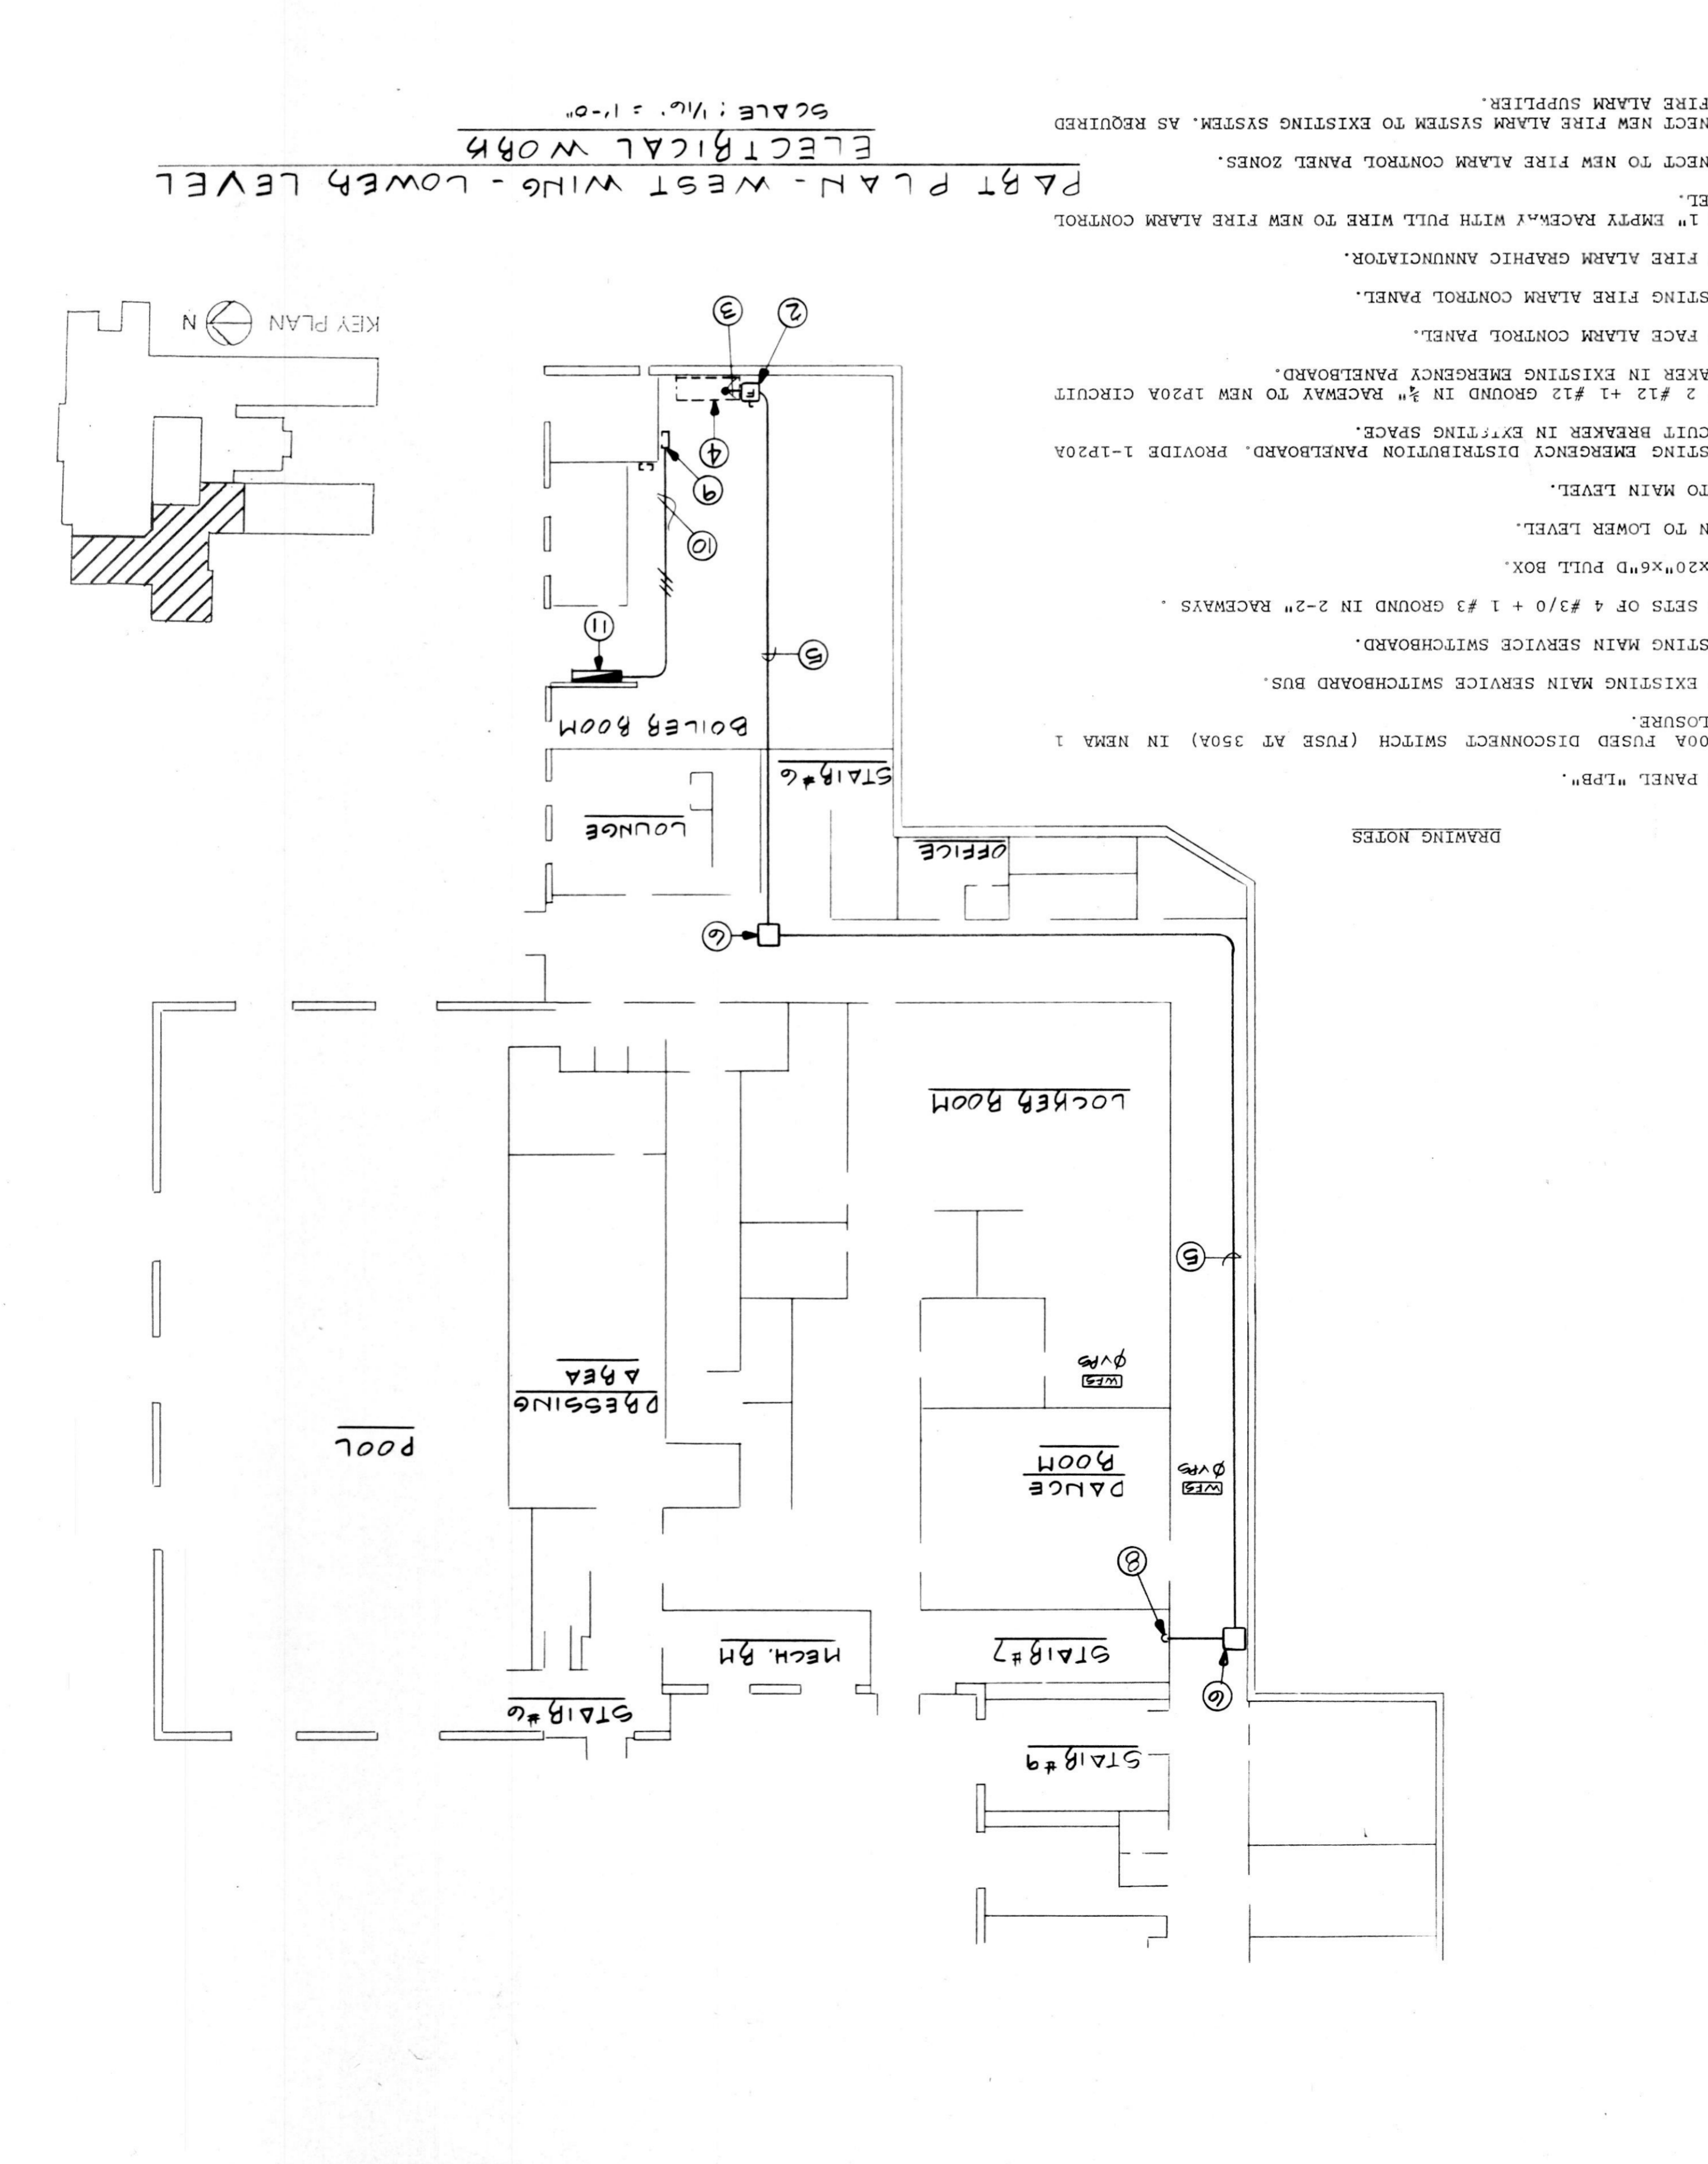 DRAWING NOTES
PANEL "LPB".
00A FUSED DISCONNECT SWITCH (FUSE AT 350A) IN NEMA 1
LOSURE.
EXISTING MAIN SERVICE SWITCHBOARD BUS.
STING MAIN SERVICE SWITCHBOARD.
SETS OF 4 #3/0 + 1 #3 GROUND IN 2-2" RACEWAYS .
x20"x6"D PULL BOX.
N TO LOWER LEVEL.
TO MAIN LEVEL.
STING EMERGENCY DISTRIBUTION PANELBOARD. PROVIDE 1-1P20A
CUIT BREAKER IN EXISTING SPACE.
2 #12 +1 #12 GROUND IN ¾" RACEWAY TO NEW 1P20A CIRCUIT
AKER IN EXISTING EMERGENCY PANELBOARD.
FACE ALARM CONTROL PANEL.
STING FIRE ALARM CONTROL PANEL.
FIRE ALARM GRAPHIC ANNUNCIATOR.
1" EMPTY RACEWAY WITH PULL WIRE TO NEW FIRE ALARM CONTROL
EL.
NECT TO NEW FIRE ALARM CONTROL PANEL ZONES.
NECT NEW FIRE ALARM SYSTEM TO EXISTING SYSTEM. AS REQUIRED
FIRE ALARM SUPPLIER.
STAIR #9
STAIR #6
6
STAIR #7
MECH. RM
8
WFS
ØVPS
DANCE
ROOM
POOL
DRESSING
AREA
WFS
ØVPS
5
LOCKER ROOM
6
OFFICE
LOUNGE
STAIR #6
BOILER ROOM
5
11
10
9
4
F
2
3
KEY PLAN
N
PART PLAN - WEST WING - LOWER LEVEL
ELECTRICAL WORK
SCALE: 1/16" = 1'-0"